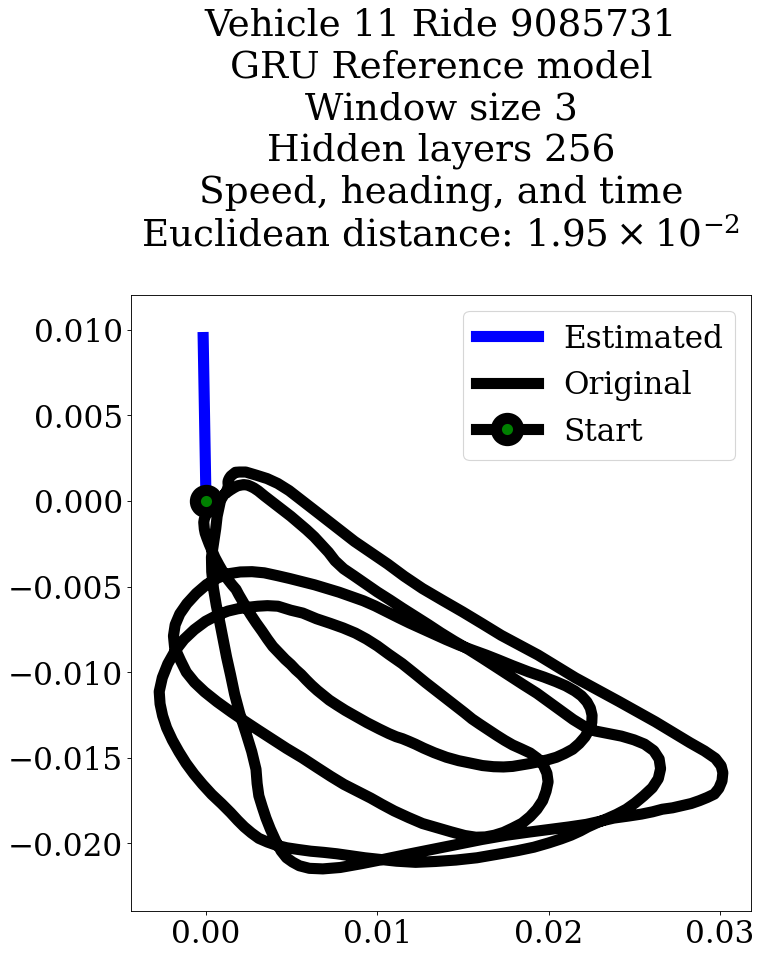 Vehicle 11 Ride 9085731
GRU Reference model
Window size 3
Hidden layers 256
Speed, heading, and time
Euclidean distance: 1.95 × 10⁻²
Estimated
Original
Start
0.010
0.005
0.000
−0.005
−0.010
−0.015
−0.020
0.00 0.01 0.02 0.03